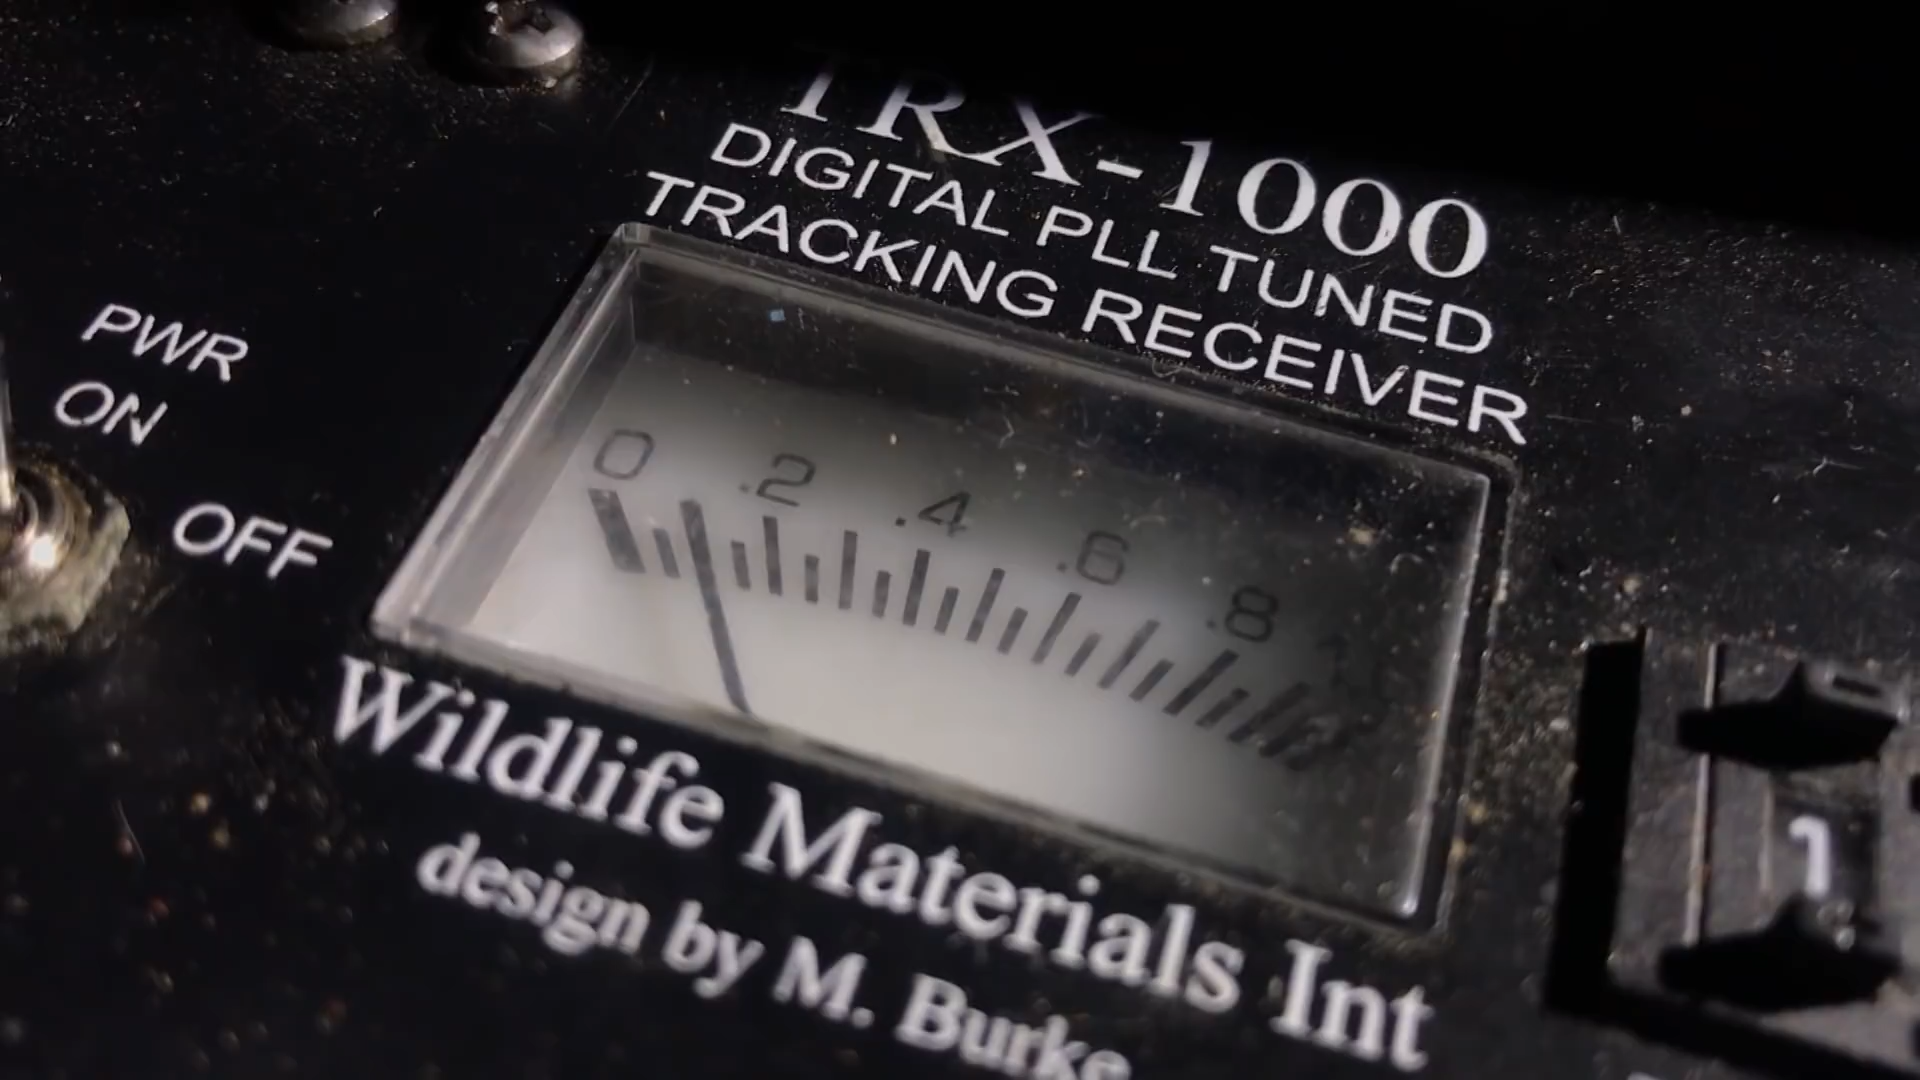 TRX-1000
DIGITAL PLL TUNED
TRACKING RECEIVER
PWR
ON
OFF
0 .2 .4 .6 .8
1
Wildlife Materials Int
design by M. Burke